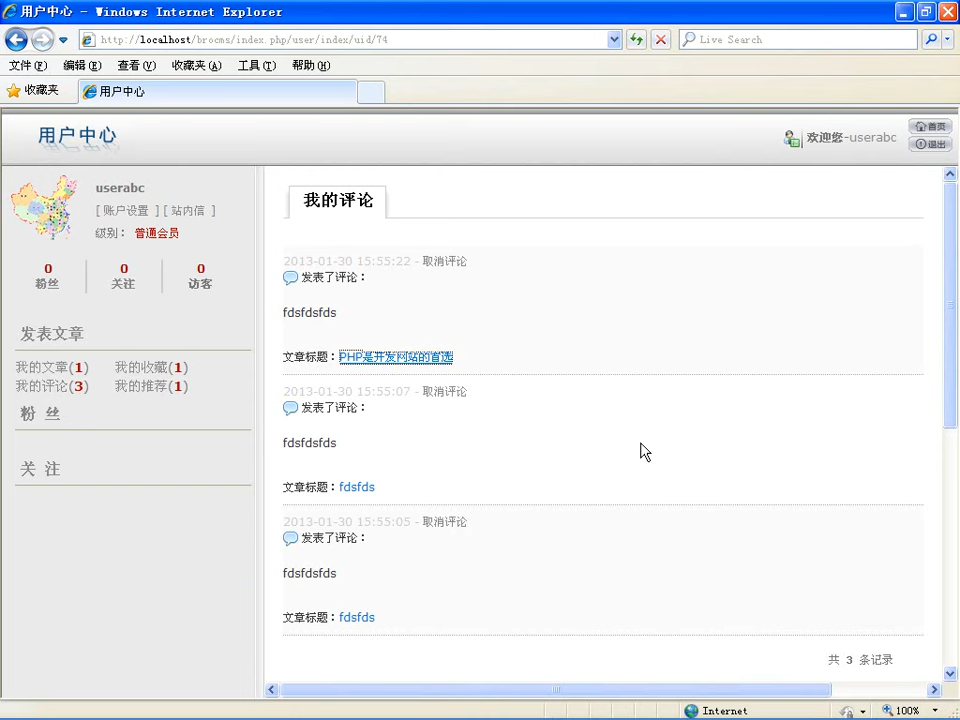 用户中心 - Windows Internet Explorer
http://localhost/brocms/index.php/user/index/uid/74
Live Search
文件(F) 编辑(E) 查看(V) 收藏夹(A) 工具(T) 帮助(H)
收藏夹 用户中心
用户中心
欢迎您-userabc
首页
退出
userabc
[ 账户设置 ] [ 站内信 ]
级别： 普通会员
0 0 0
粉丝 关注 访客
发表文章
我的文章(1) 我的收藏(1)
我的评论(3) 我的推荐(1)
粉 丝
关 注
我的评论
2013-01-30 15:55:22 - 取消评论
发表了评论：
fdsfdsfds
文章标题：PHP是开发网站的首选
2013-01-30 15:55:07 - 取消评论
发表了评论：
fdsfdsfds
文章标题：fdsfds
2013-01-30 15:55:05 - 取消评论
发表了评论：
fdsfdsfds
文章标题：fdsfds
共 3 条记录
Internet
100%